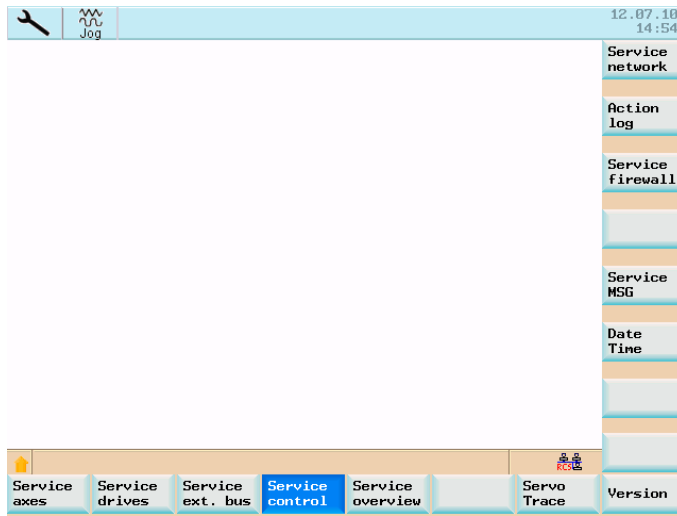 12.07.10
14:54
Jog
Service
network
Action
log
Service
firewall
Service
MSG
Date
Time
RCS
Service
axes
Service
drives
Service
ext. bus
Service
control
Service
overview
Servo
Trace
Version